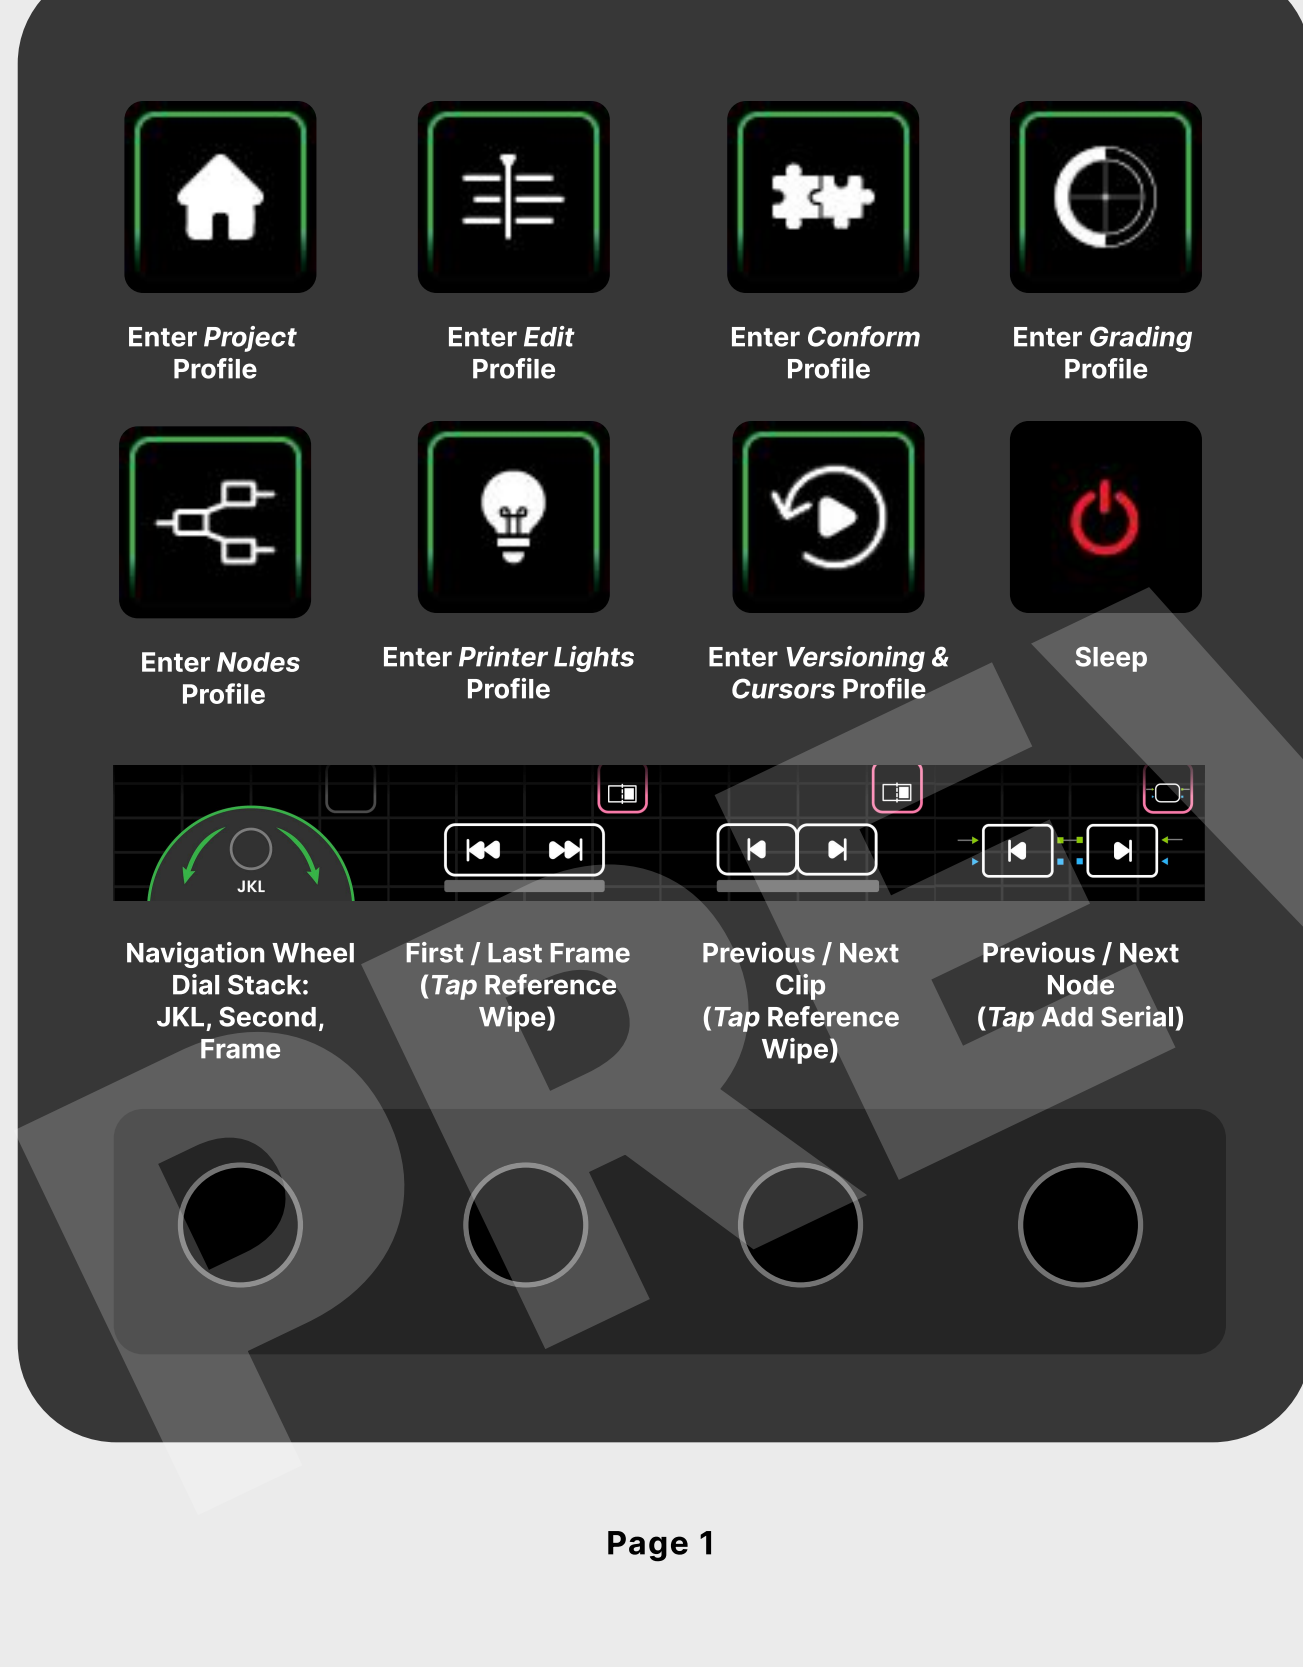 Enter Project
Profile
Enter Edit
Profile
Enter Conform
Profile
Enter Grading
Profile
Enter Nodes
Profile
Enter Printer Lights
Profile
Enter Versioning &
Cursors Profile
Sleep
JKL
Navigation Wheel
Dial Stack:
JKL, Second,
Frame
First / Last Frame
(Tap Reference
Wipe)
Previous / Next
Clip
(Tap Reference
Wipe)
Previous / Next
Node
(Tap Add Serial)
PREV
Page 1